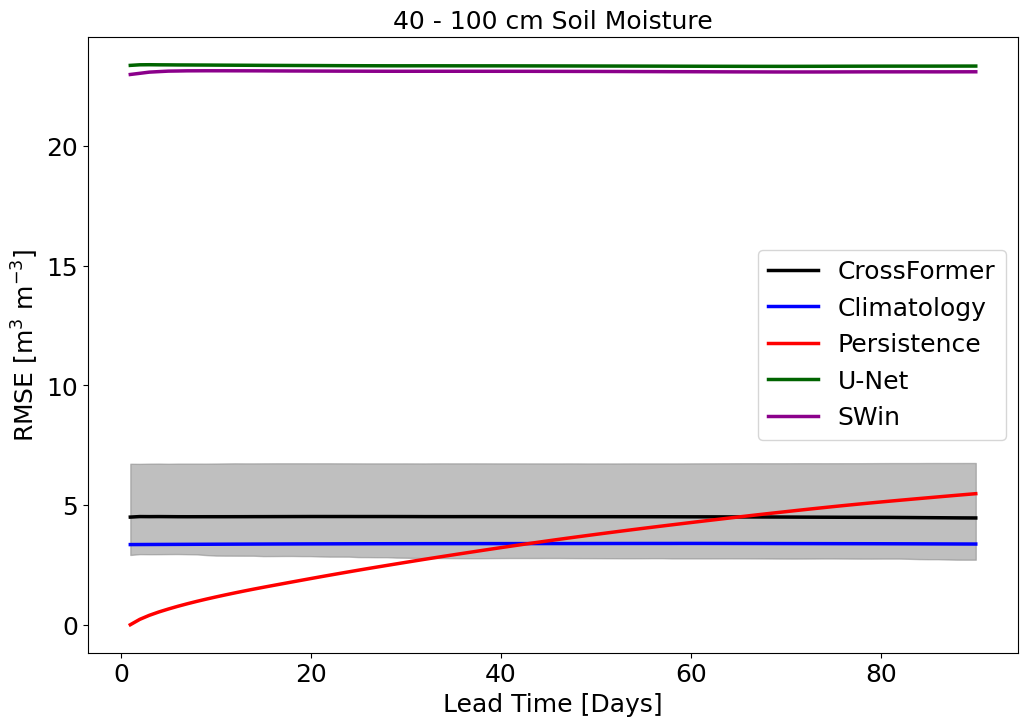 40 - 100 cm Soil Moisture
RMSE [m³ m⁻³]
20
15
10
5
0
CrossFormer
Climatology
Persistence
U-Net
SWin
0 20 40 60 80
Lead Time [Days]